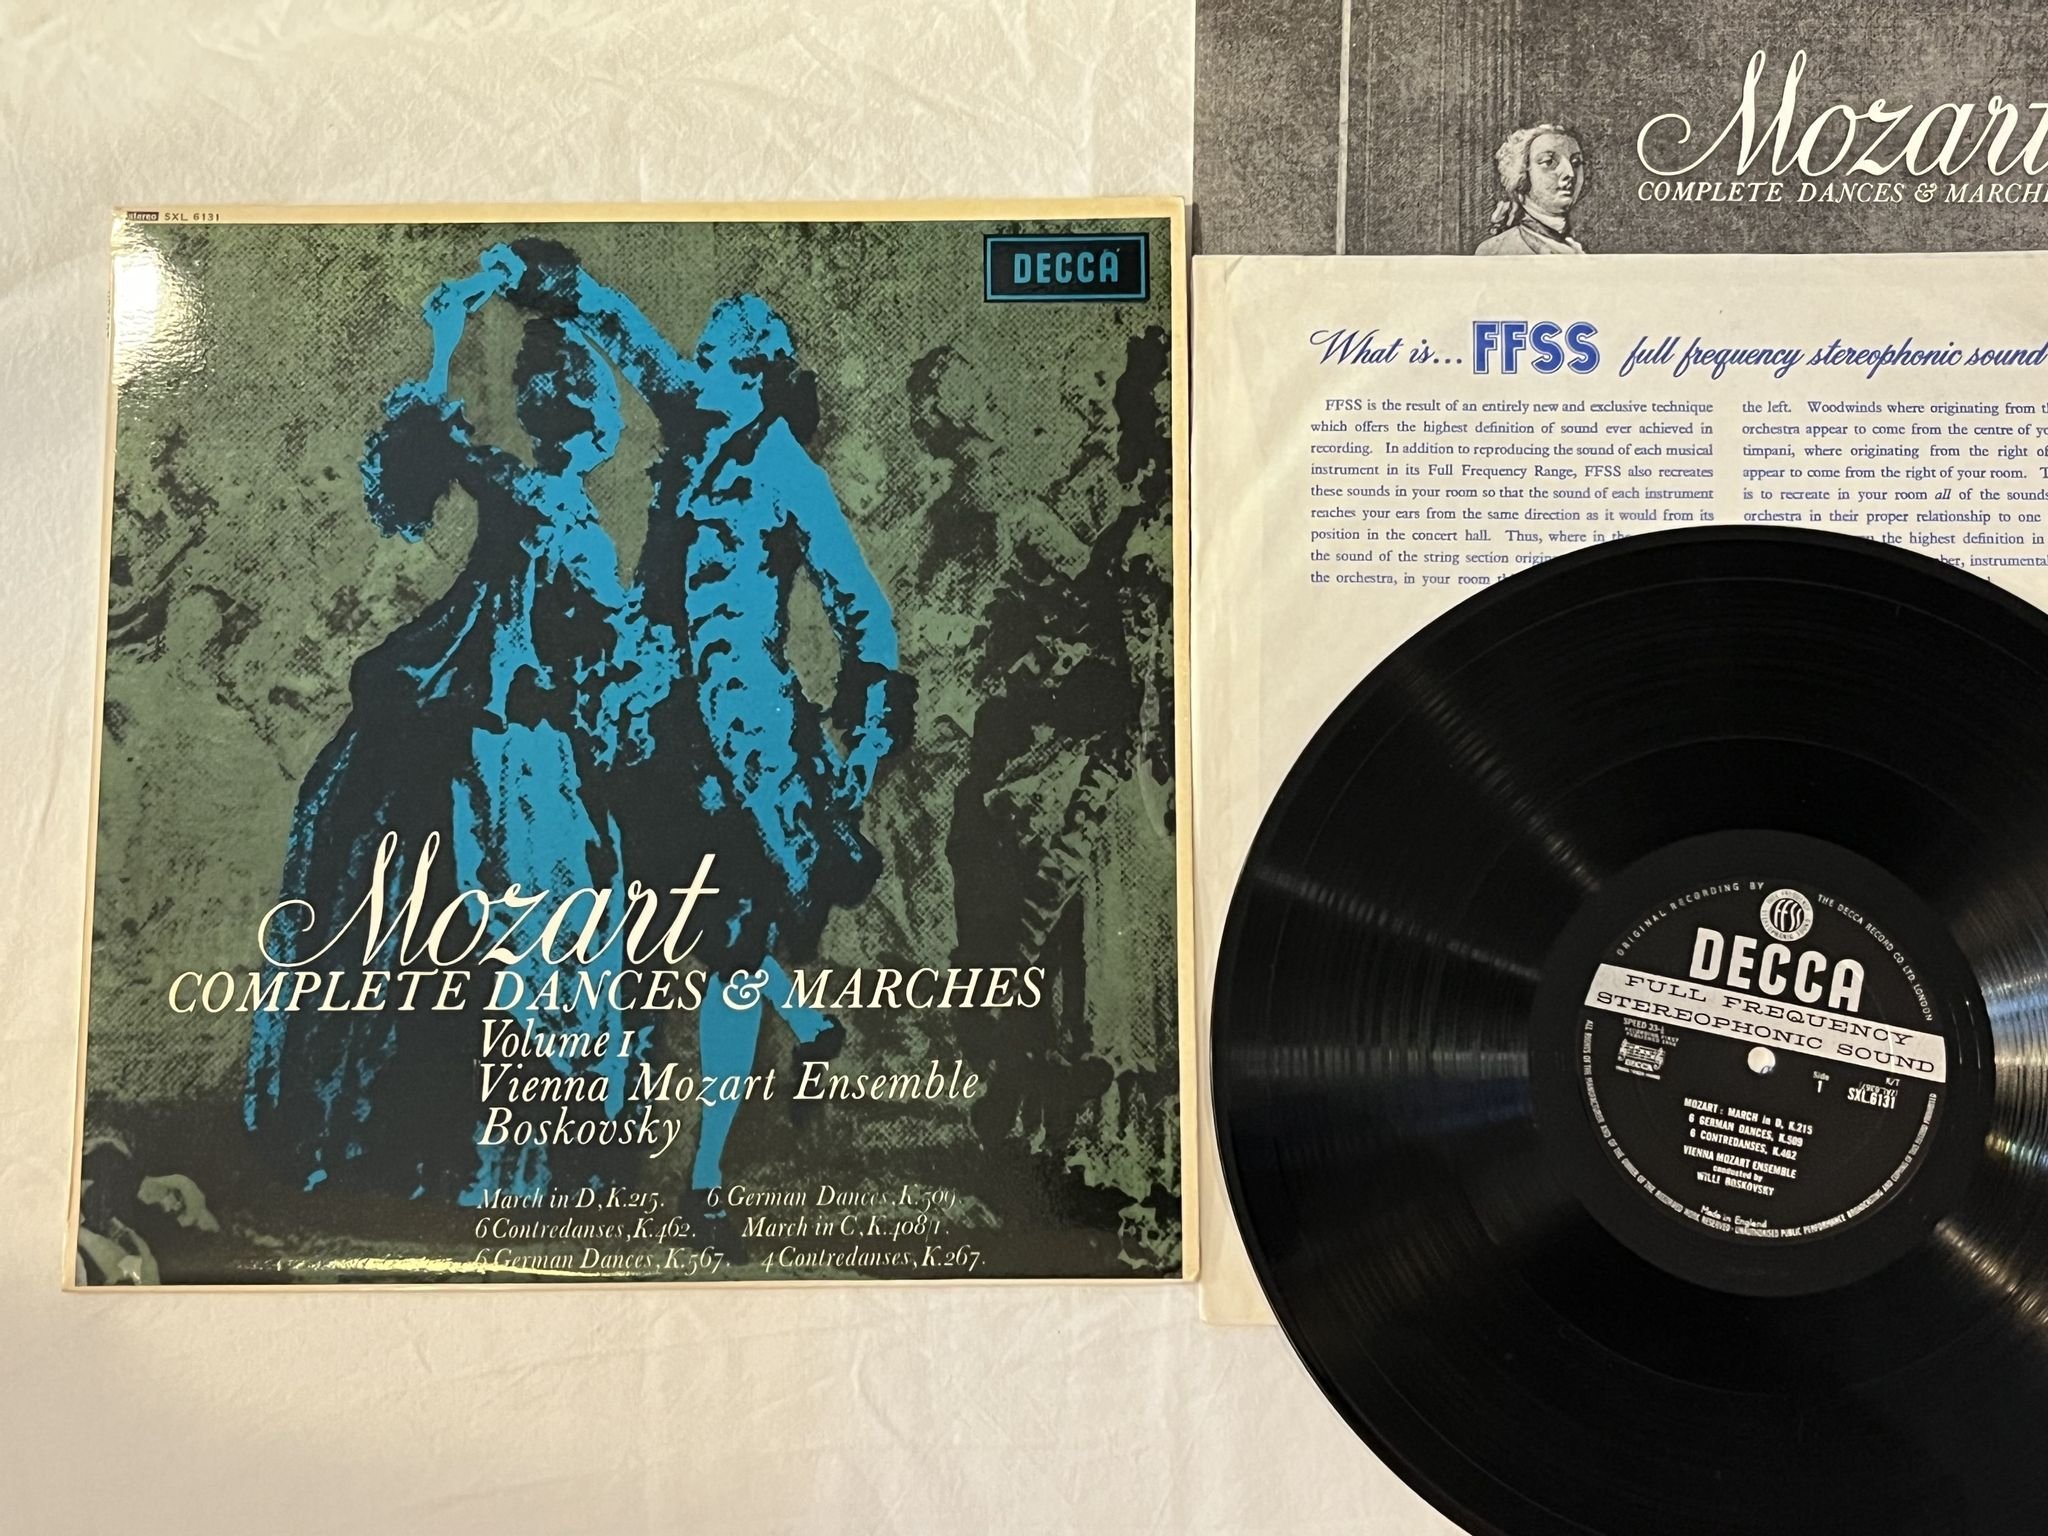 stereo SXL 6131
DECCA
Mozart
COMPLETE DANCES & MARCHES
Volume 1
Vienna Mozart Ensemble
Boskovsky
March in D, K.215. 6 German Dances, K.509.
6 Contredanses, K.462. March in C, K.408/1.
6 German Dances, K.567. 4 Contredanses, K.267.
Mozart
COMPLETE DANCES & MARCHE
What is... FFSS full frequency stereophonic sound
FFSS is the result of an entirely new and exclusive technique
which offers the highest definition of sound ever achieved in
recording. In addition to reproducing the sound of each musical
instrument in its Full Frequency Range, FFSS also recreates
these sounds in your room so that the sound of each instrument
reaches your ears from the same direction as it would from its
position in the concert hall. Thus, where in the
the sound of the string section
the orchestra, in your room
the left. Woodwinds where originating from
orchestra appear to come from the centre of
timpani, where originating from the right of
appear to come from the right of your room.
is to recreate in your room all of the sounds
orchestra in their proper relationship to one
the highest definition in
instrumental
ORIGINAL RECORDING BY FFSS THE DECCA RECORD CO. LTD. LONDON
DECCA
FULL FREQUENCY
STEREOPHONIC SOUND
SPEED 33⅓
Side
1
K/T
SXL.6131
MOZART: MARCH in D, K.215
6 GERMAN DANCES, K.509
6 CONTREDANSES, K.462
VIENNA MOZART ENSEMBLE
conducted by
WILLI BOSKOVSKY
Made in England